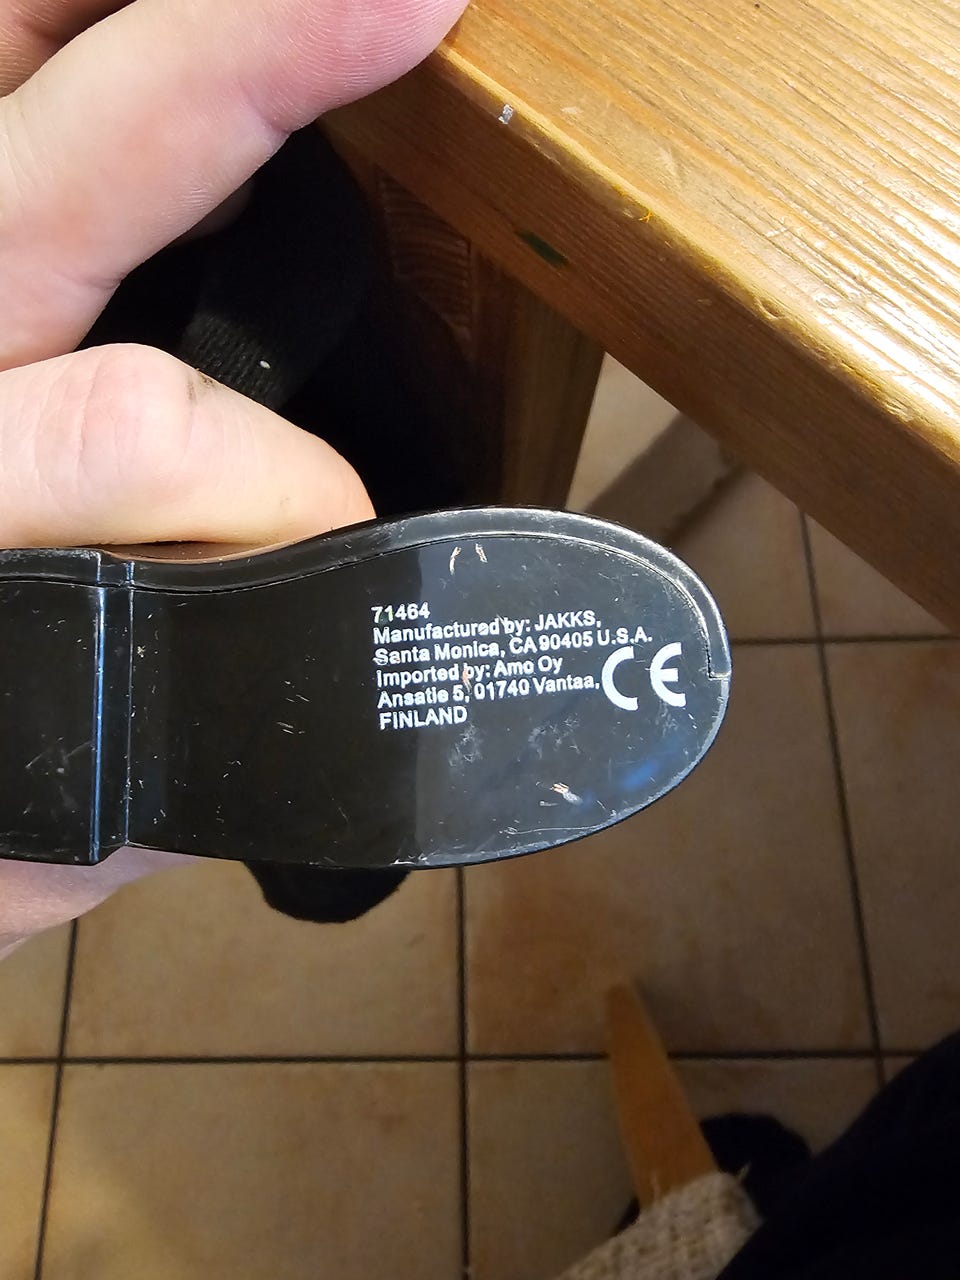 71464
Manufactured by: JAKKS,
Santa Monica, CA 90405 U.S.A.
Imported by: Amo Oy
Ansatie 5, 01740 Vantaa,
FINLAND
CE